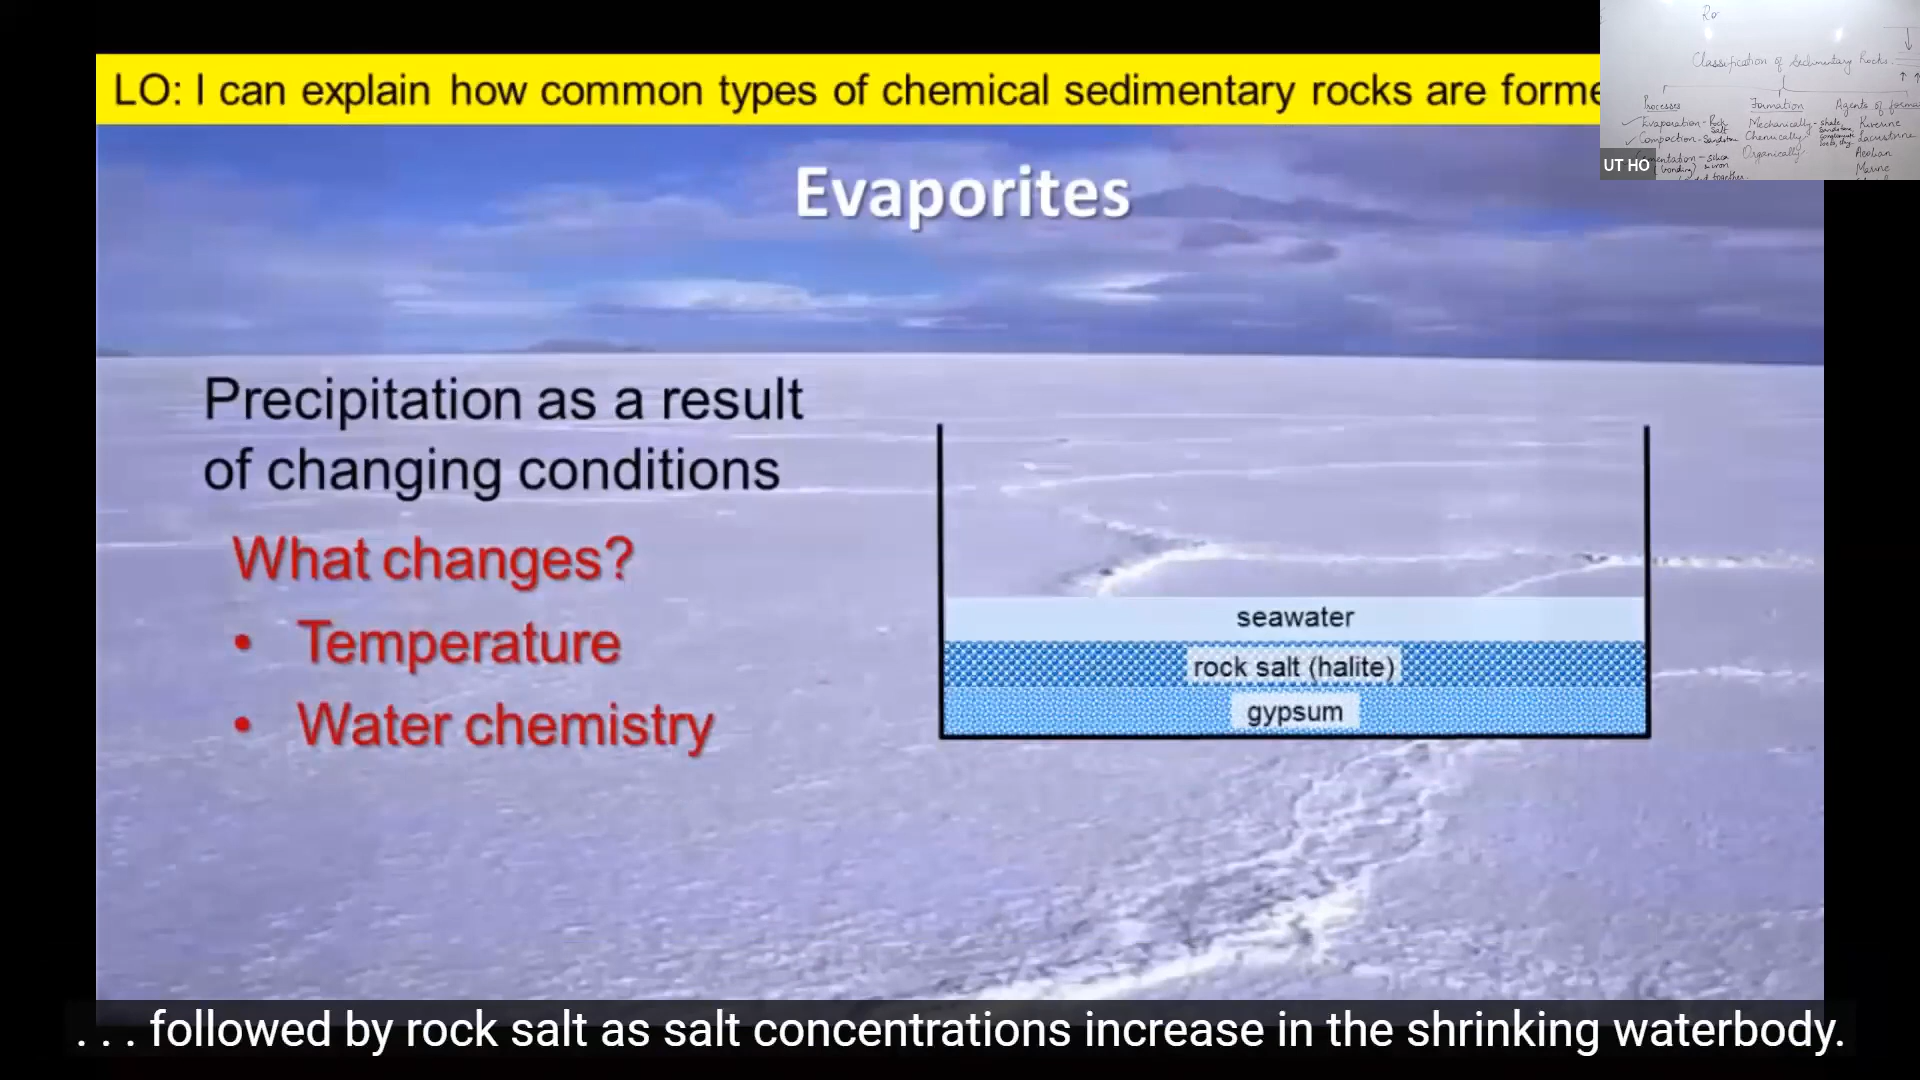 LO: I can explain how common types of chemical sedimentary rocks are forme
Evaporites
Precipitation as a result
of changing conditions
What changes?
• Temperature
• Water chemistry
seawater
rock salt (halite)
gypsum
Classification of Sedimentary Rocks.
Processes
Evaporation - Rock
Salt
Compaction - Sandstone
mentation - silica
iron
Formation
Mechanically - shale,
Chemically
Organically
Agents of forma
Riverine
Lacustrine
Aeolian
Marine
UT HO
. . . followed by rock salt as salt concentrations increase in the shrinking waterbody.